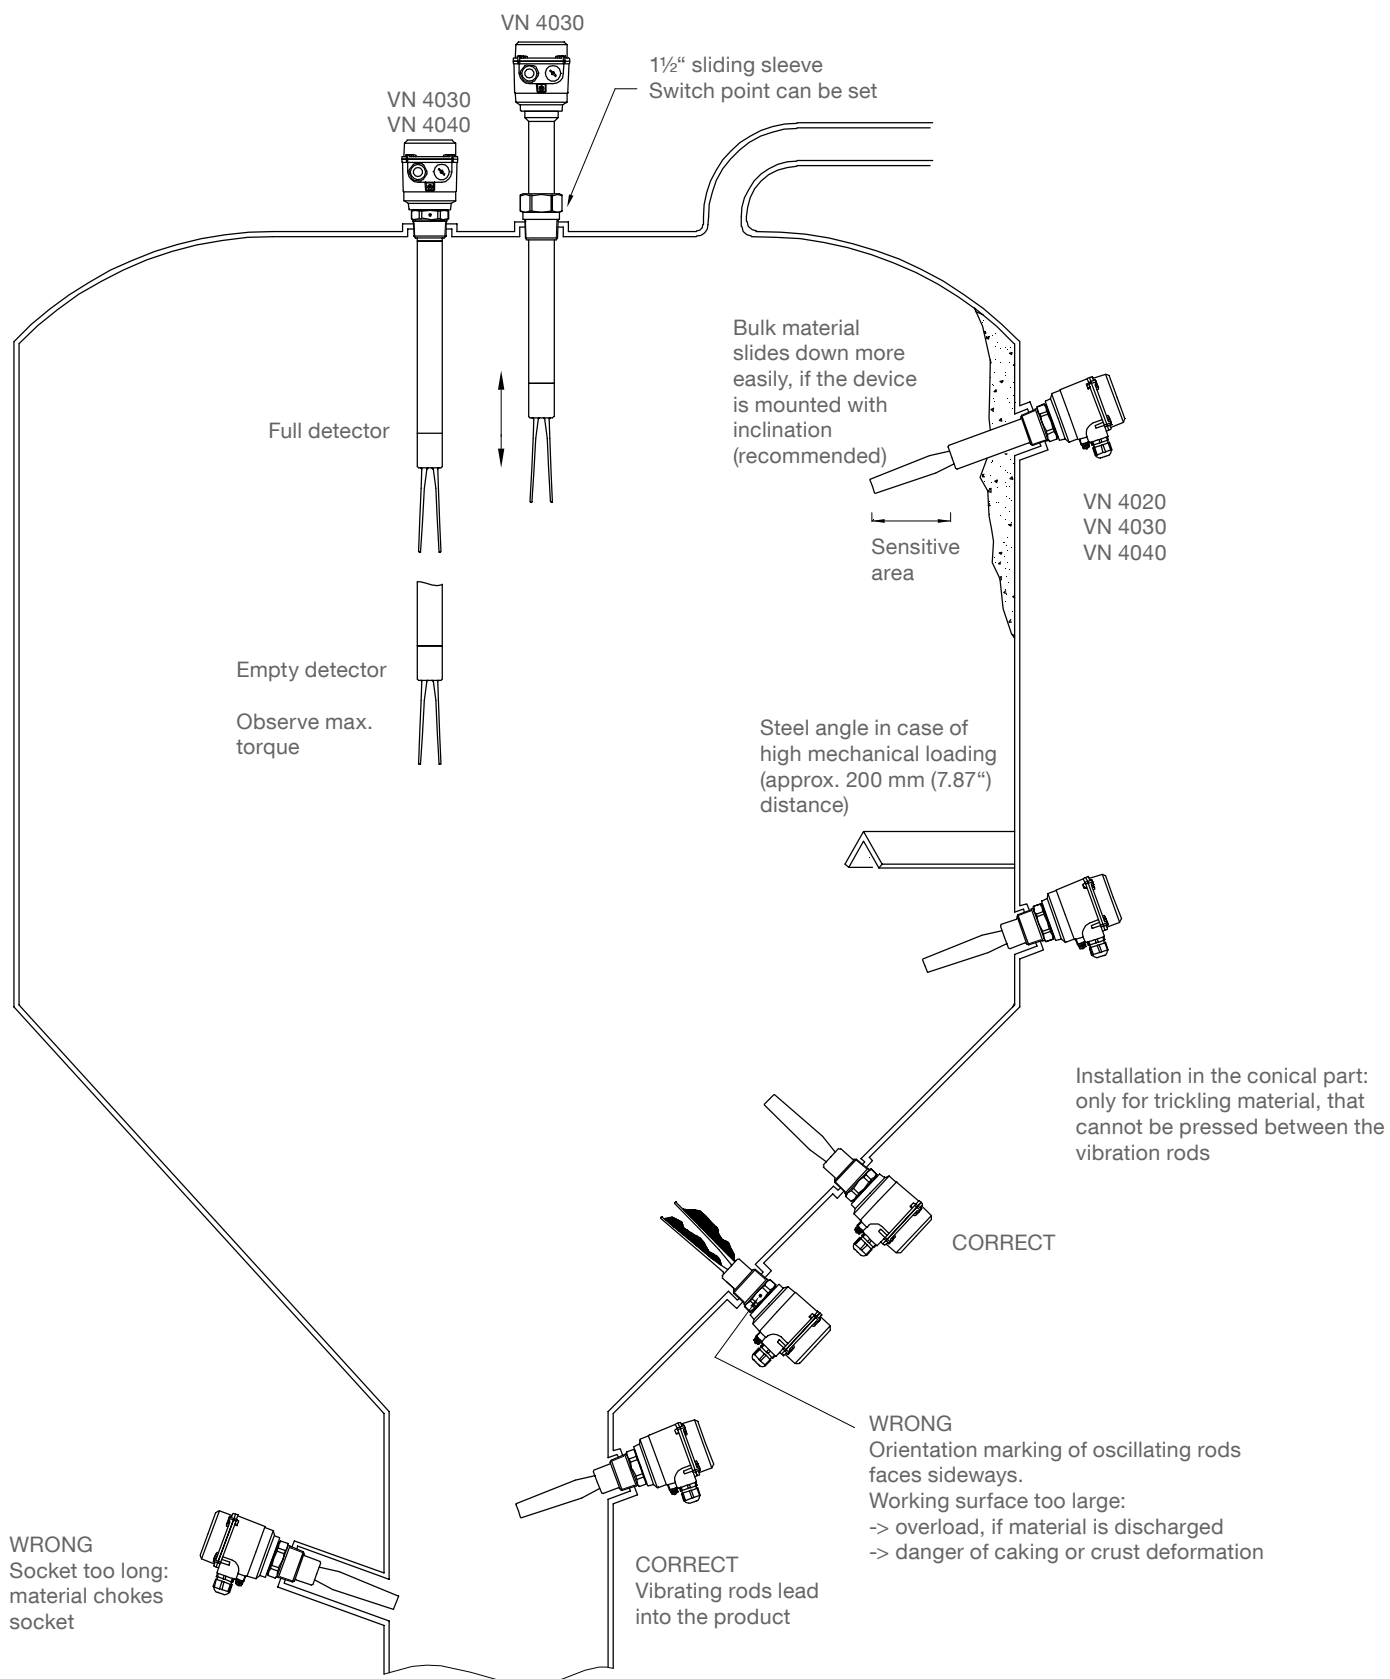 VN 4030
1½“ sliding sleeve
Switch point can be set
VN 4030
VN 4040
Bulk material
slides down more
easily, if the device
is mounted with
inclination
(recommended)
Full detector
VN 4020
VN 4030
VN 4040
Sensitive
area
Empty detector
Observe max.
torque
Steel angle in case of
high mechanical loading
(approx. 200 mm (7.87“)
distance)
Installation in the conical part:
only for trickling material, that
cannot be pressed between the
vibration rods
CORRECT
WRONG
Orientation marking of oscillating rods
faces sideways.
Working surface too large:
-> overload, if material is discharged
-> danger of caking or crust deformation
WRONG
Socket too long:
material chokes
socket
CORRECT
Vibrating rods lead
into the product